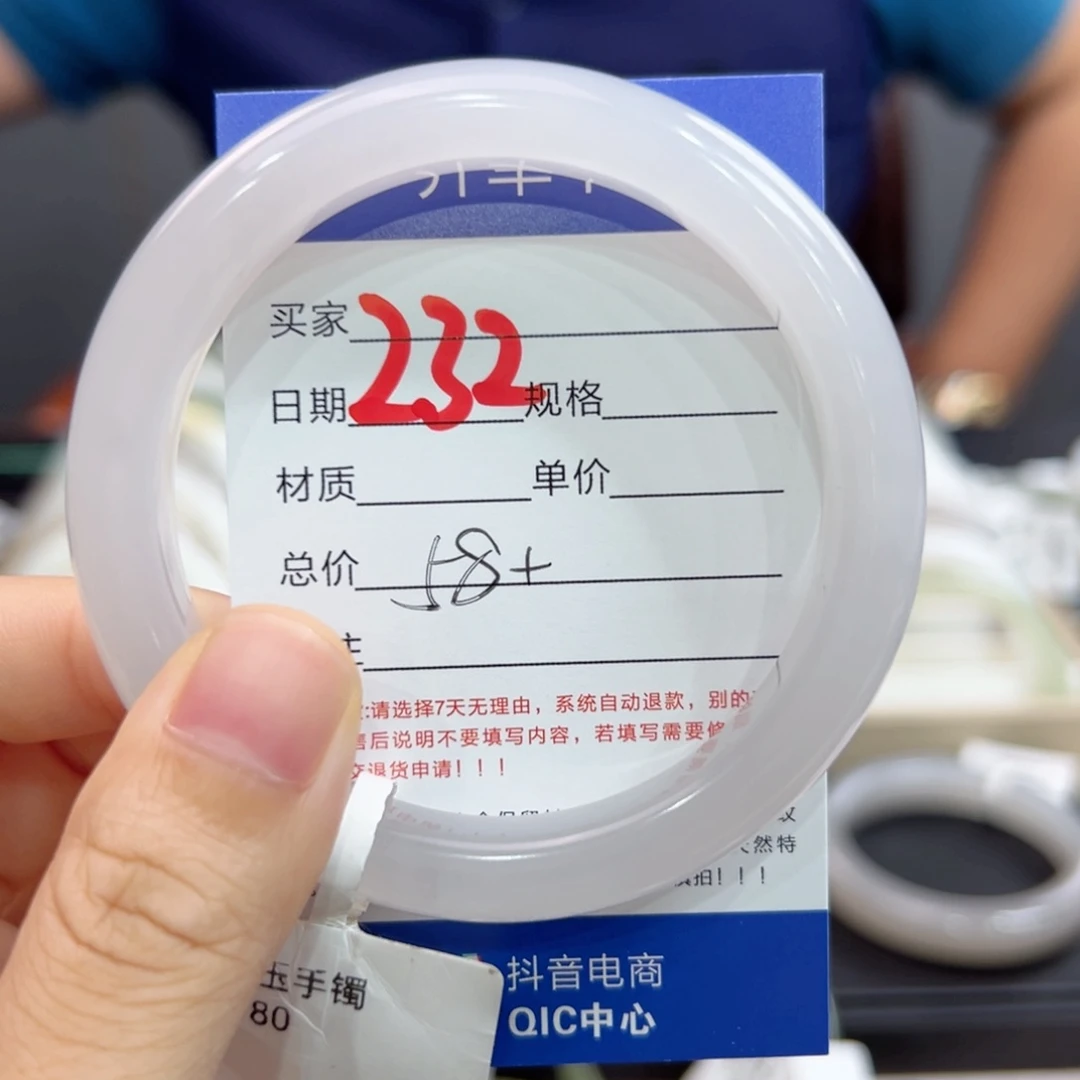 买家
232
日期 规格
材质 单价
总价 58+
:请选择7天无理由，系统自动退款，别的
售后说明不要填写内容，若填写需要修
交退货申请！！！
然特
慎拍！！！
抖音电商
QIC中心
玉手镯
80